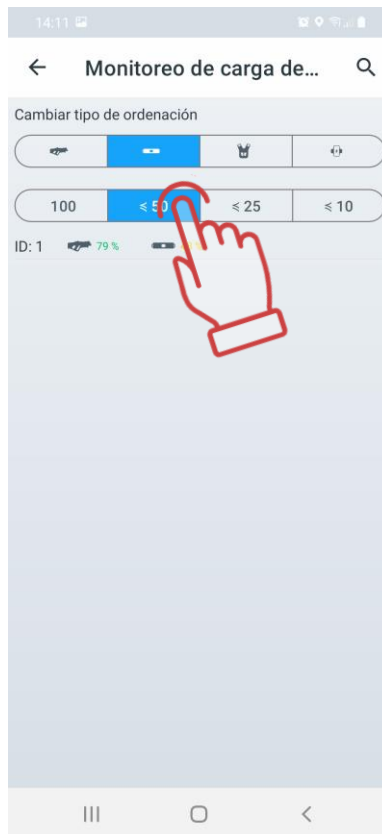 14:11
Monitoreo de carga de...
Cambiar tipo de ordenación
100 ⩽ 50 ⩽ 25 ⩽ 10
ID: 1 79 %